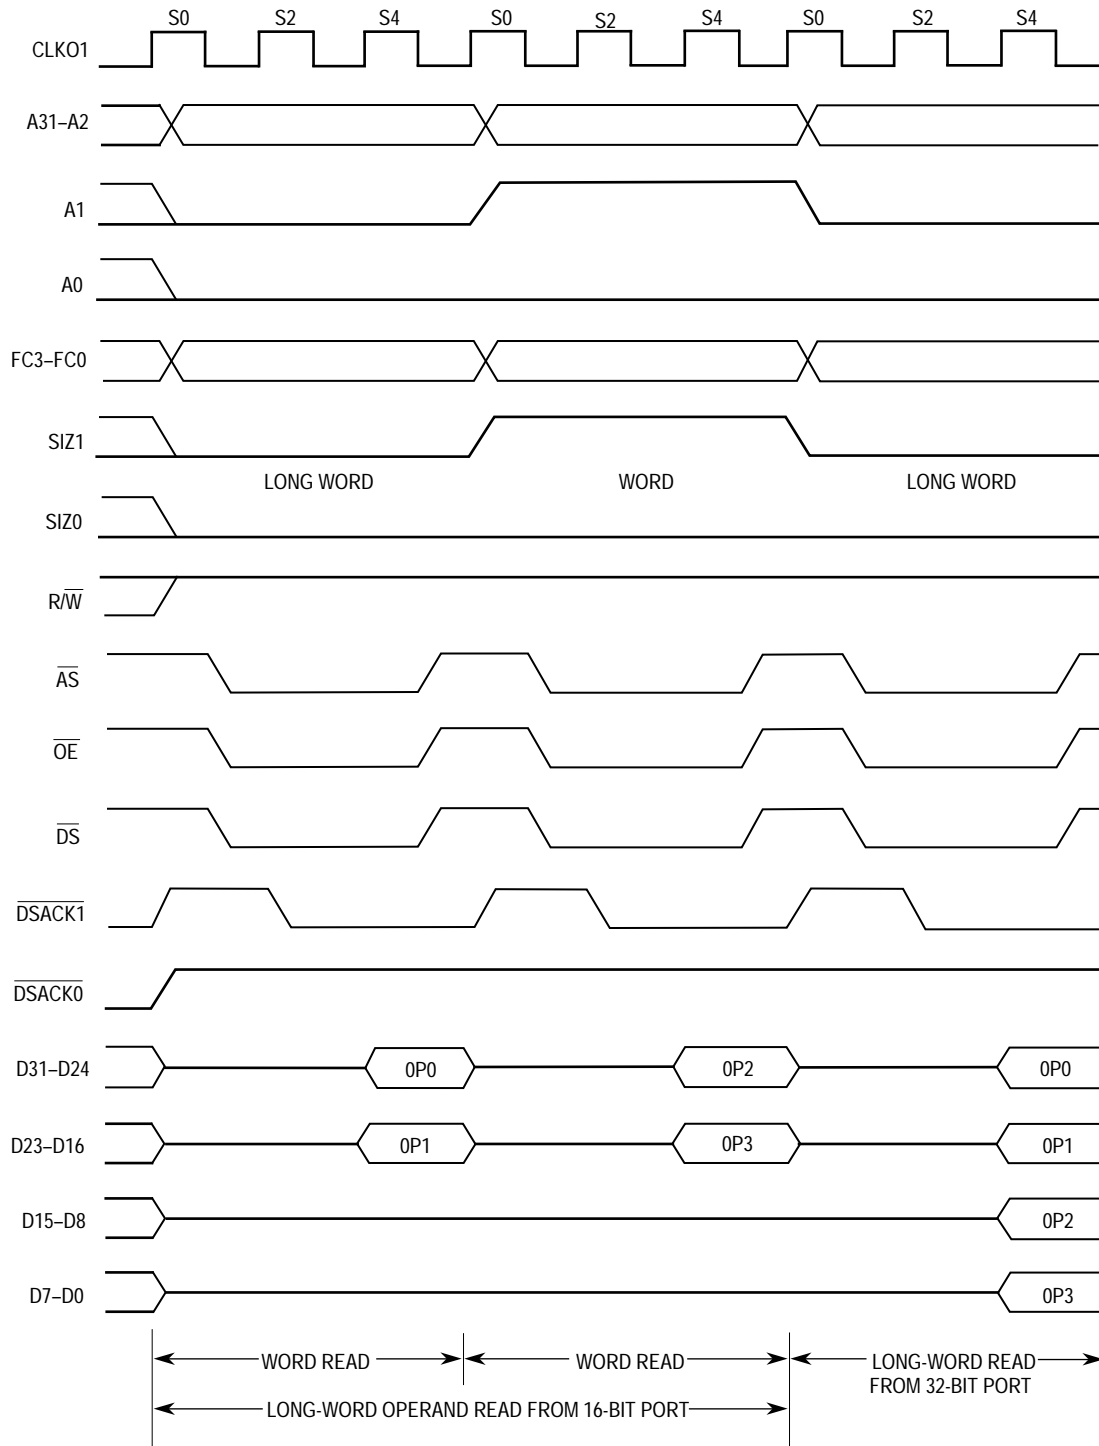 S0 S2 S4 S0 S2 S4 S0 S2 S4
CLKO1
A31–A2
A1
A0
FC3–FC0
SIZ1
LONG WORD WORD LONG WORD
SIZ0
R/W
AS
OE
DS
DSACK1
DSACK0
D31–D24 0P0 0P2 0P0
D23–D16 0P1 0P3 0P1
D15–D8 0P2
D7–D0 0P3
WORD READ WORD READ LONG-WORD READ
FROM 32-BIT PORT
LONG-WORD OPERAND READ FROM 16-BIT PORT